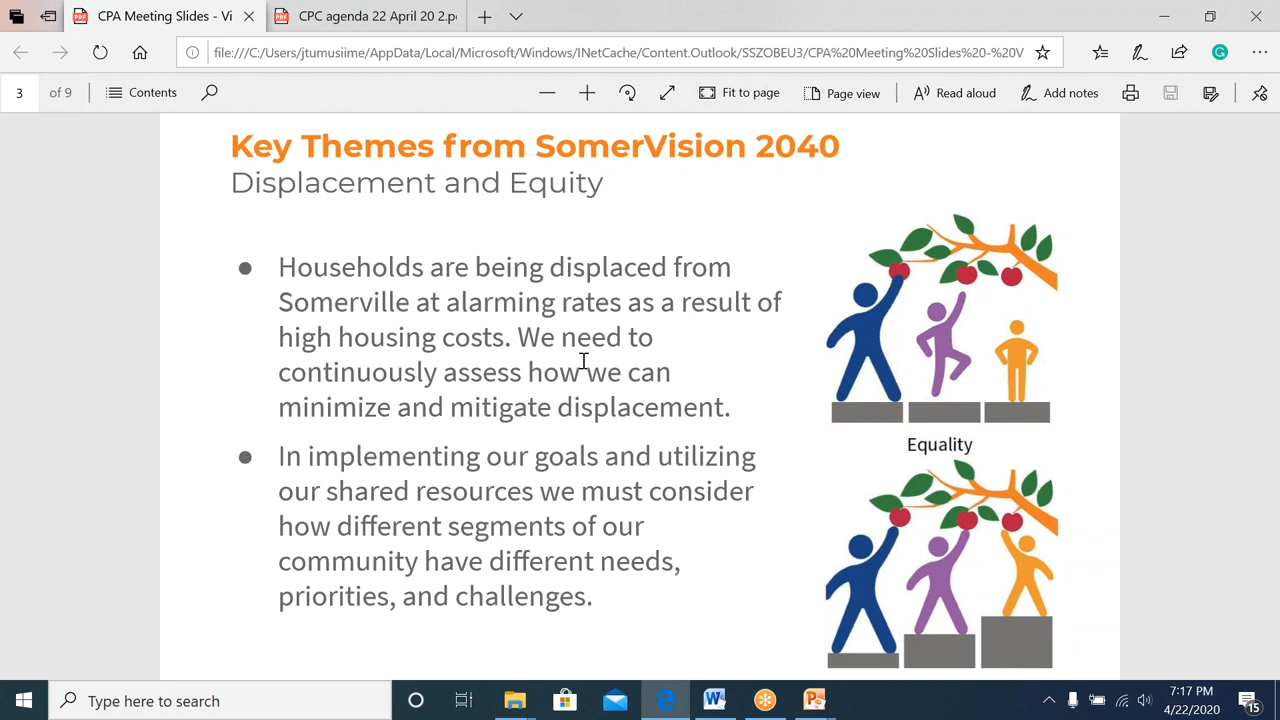 CPA Meeting Slides - Vi
CPC agenda 22 April 20 2.p
file:///C:/Users/jtumusiime/AppData/Local/Microsoft/Windows/INetCache/Content.Outlook/SSZOBEU3/CPA%20Meeting%20Slides%20-%20V
3 of 9 Contents Fit to page Page view Read aloud Add notes
Key Themes from SomerVision 2040
Displacement and Equity
● Households are being displaced from
Somerville at alarming rates as a result of
high housing costs. We need to
continuously assess how we can
minimize and mitigate displacement.
● In implementing our goals and utilizing
our shared resources we must consider
how different segments of our
community have different needs,
priorities, and challenges.
Equality
Type here to search
7:17 PM
4/22/2020
15